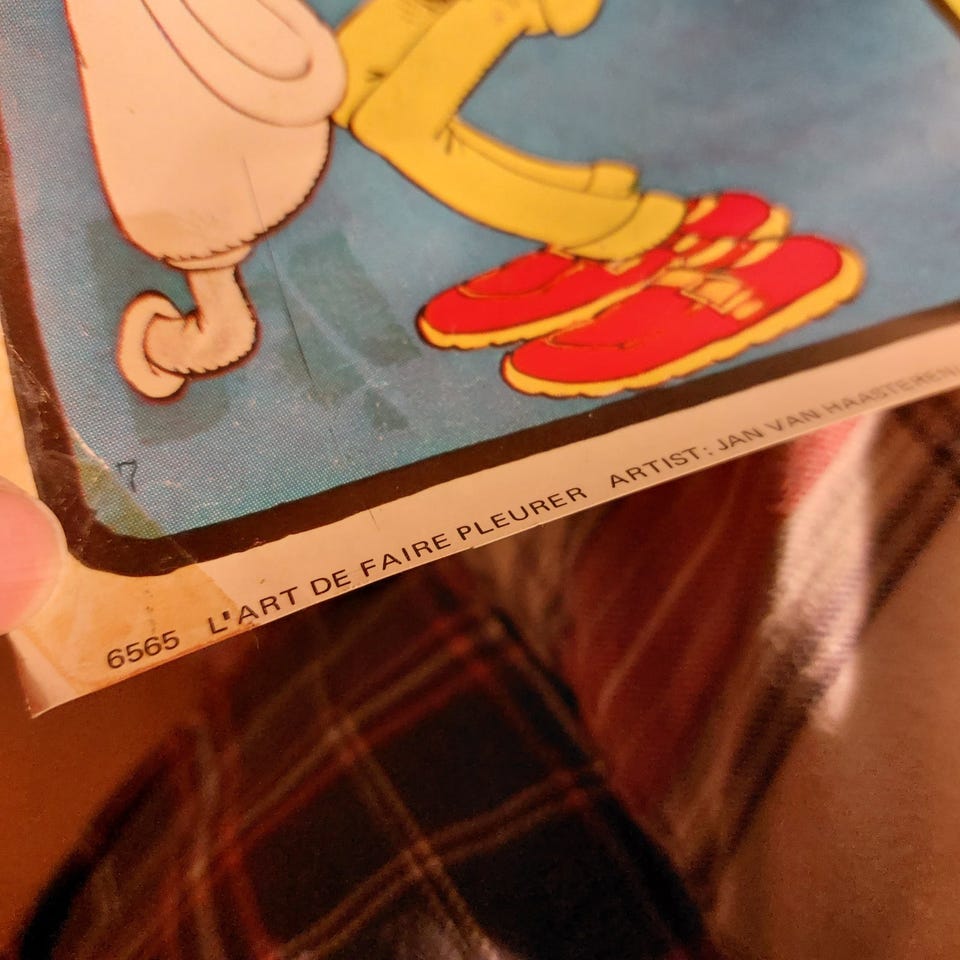 7
6565 L'ART DE FAIRE PLEURER ARTIST: JAN VAN HAASTEREN